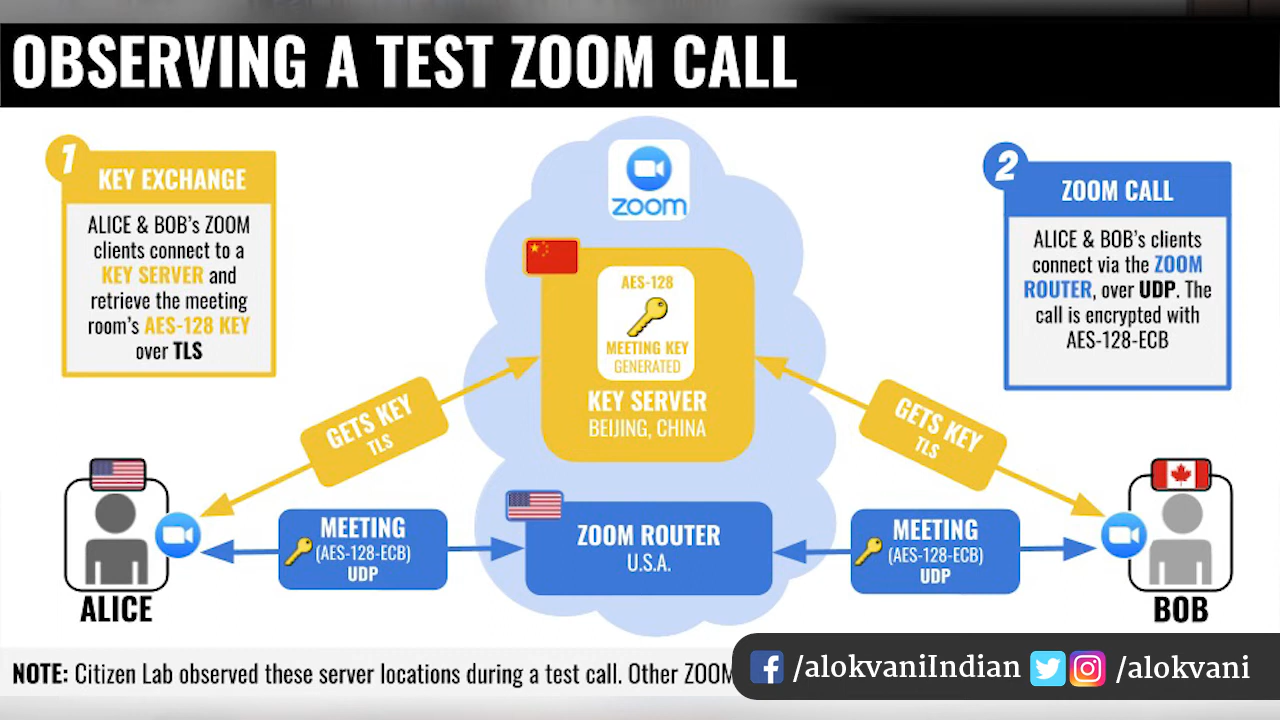 OBSERVING A TEST ZOOM CALL
1
KEY EXCHANGE
ALICE & BOB's ZOOM
clients connect to a
KEY SERVER and
retrieve the meeting
room's AES-128 KEY
over TLS
zoom
AES-128
MEETING KEY
GENERATED
KEY SERVER
BEIJING, CHINA
2
ZOOM CALL
ALICE & BOB's clients
connect via the ZOOM
ROUTER, over UDP. The
call is encrypted with
AES-128-ECB
GETS KEY
TLS
GETS KEY
TLS
ALICE
MEETING
(AES-128-ECB)
UDP
ZOOM ROUTER
U.S.A.
MEETING
(AES-128-ECB)
UDP
BOB
NOTE: Citizen Lab observed these server locations during a test call. Other ZOOM
/alokvaniIndian
/alokvani